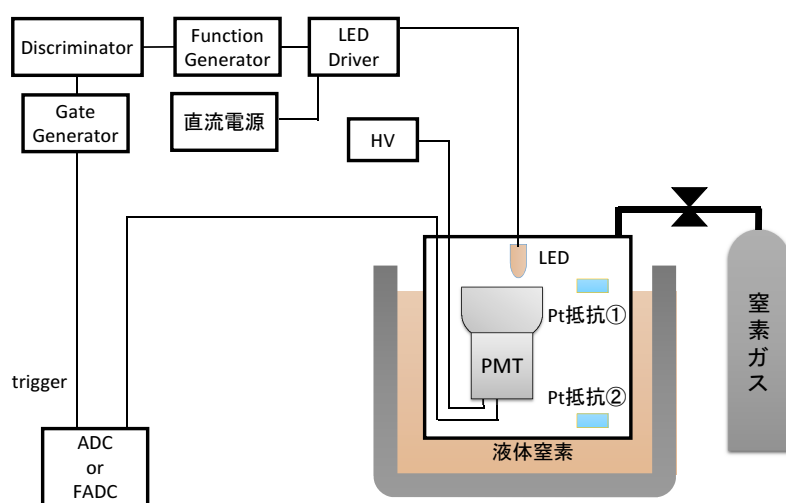 Discriminator
Function
Generator
LED
Driver
Gate
Generator
直流電源
HV
LED
Pt抵抗①
PMT
Pt抵抗②
液体窒素
窒素ガス
trigger
ADC
or
FADC